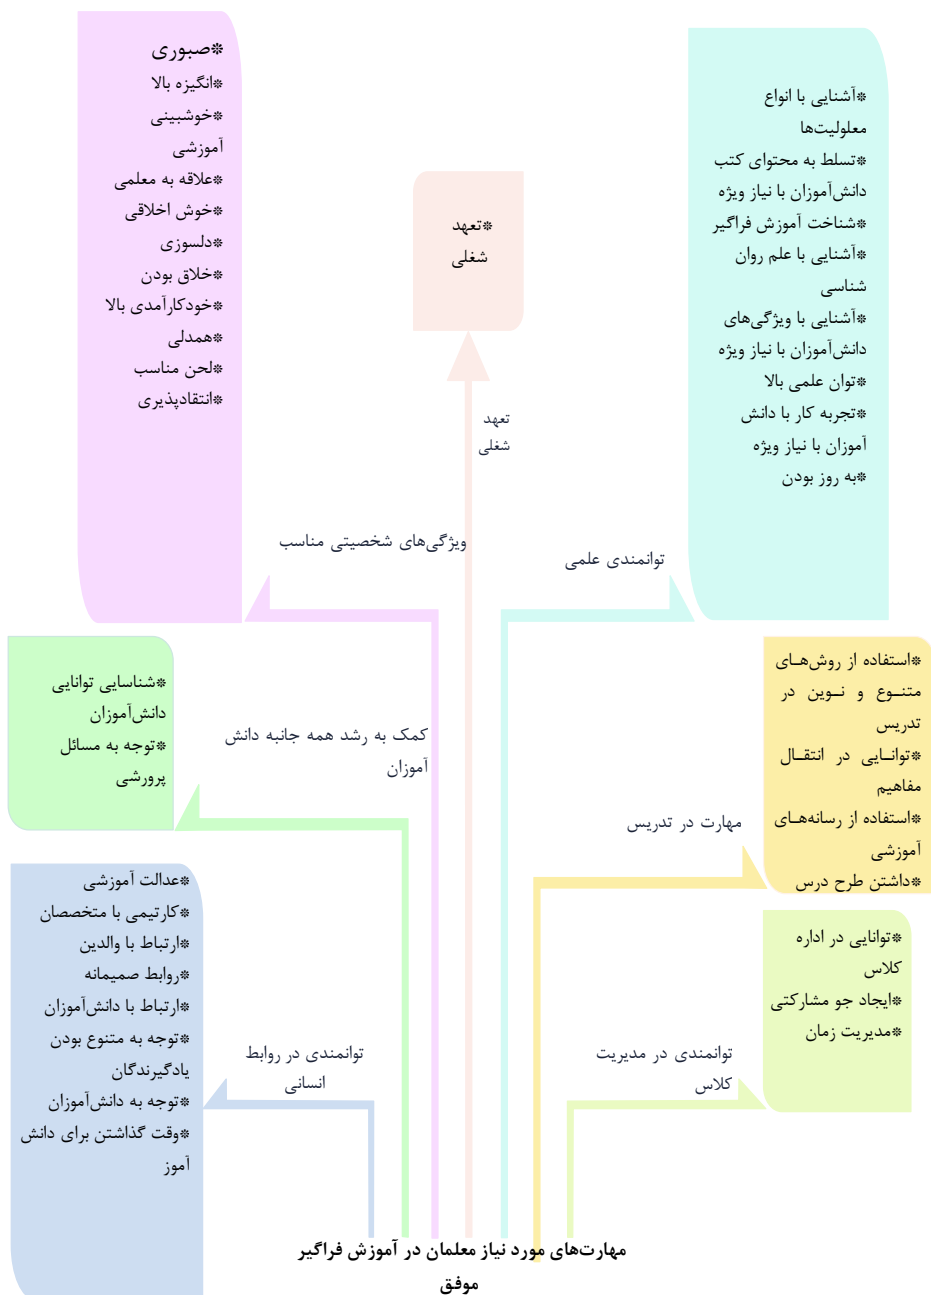 *صبوری
*انگیزه بالا
*خوشبینی
آموزشی
*علاقه به معلمی
*خوش اخلاقی
*دلسوزی
*خلاق بودن
*خودکارآمدی بالا
*همدلی
*لحن مناسب
*انتقادپذیری
*تعهد
شغلی
*آشنایی با انواع
معلولیت‌ها
*تسلط به محتوای کتب
دانش‌آموزان با نیاز ویژه
*شناخت آموزش فراگیر
*آشنایی با علم روان
شناسی
*آشنایی با ویژگی‌های
دانش‌آموزان با نیاز ویژه
*توان علمی بالا
*تجربه کار با دانش
آموزان با نیاز ویژه
*به روز بودن
تعهد
شغلی
ویژگی‌های شخصیتی مناسب
توانمندی علمی
*شناسایی توانایی
دانش‌آموزان
*توجه به مسائل
پرورشی
کمک به رشد همه جانبه دانش
آموزان
*استفاده از روش‌هـای
متنــوع و نــوین در
تدریس
*توانــایی در انتقــال
مفاهیم
*استفاده از رسانه‌هـای
آموزشی
*داشتن طرح درس
مهارت در تدریس
*عدالت آموزشی
*کارتیمی با متخصصان
*ارتباط با والدین
*روابط صمیمانه
*ارتباط با دانش‌آموزان
*توجه به متنوع بودن
یادگیرندگان
*توجه به دانش‌آموزان
*وقت گذاشتن برای دانش
آموز
توانمندی در روابط
انسانی
*توانایی در اداره
کلاس
*ایجاد جو مشارکتی
*مدیریت زمان
توانمندی در مدیریت
کلاس
مهارت‌های مورد نیاز معلمان در آموزش فراگیر
موفق